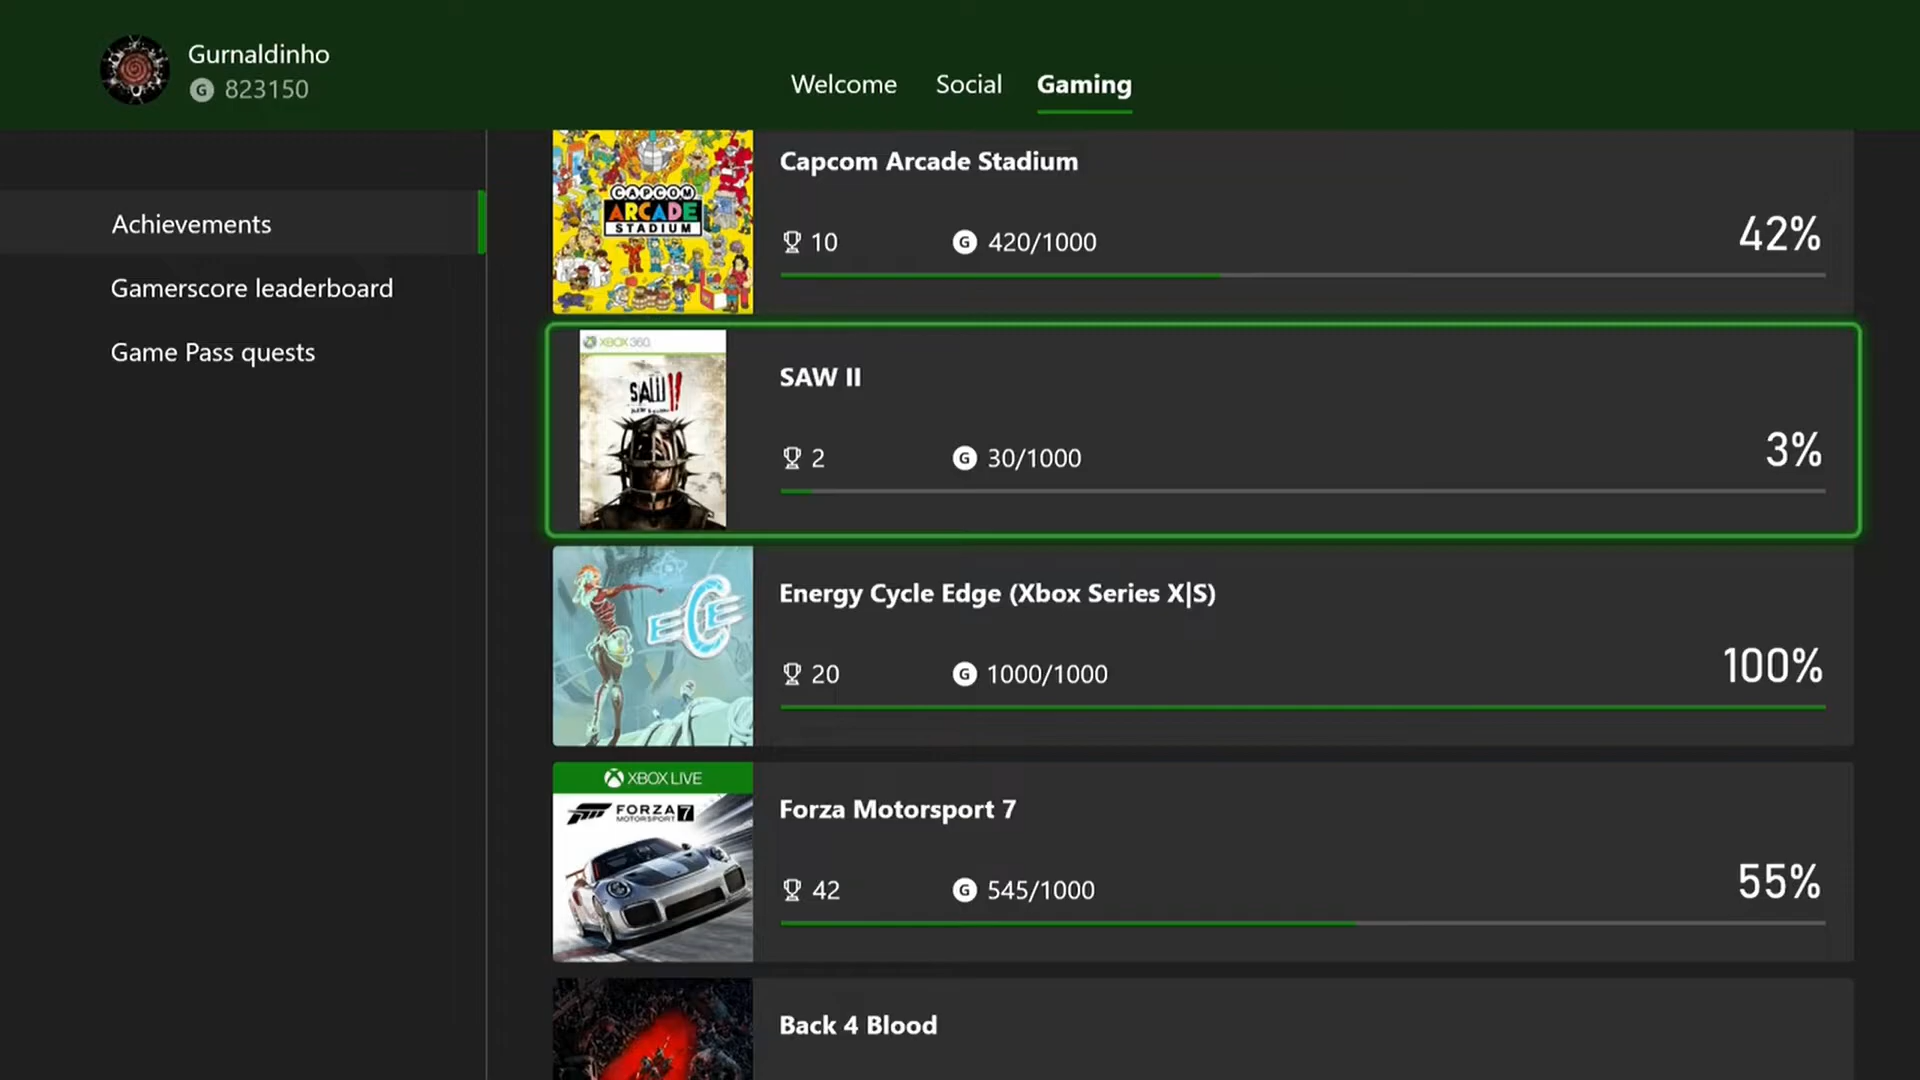 Gurnaldinho
G 823150
Welcome
Social
Gaming
Achievements
Gamerscore leaderboard
Game Pass quests
CAPCOM
ARCADE
STADIUM
Capcom Arcade Stadium
10
G 420/1000
42%
XBOX 360
SAW II
SAW II
2
G 30/1000
3%
ECE
Energy Cycle Edge (Xbox Series X|S)
20
G 1000/1000
100%
XBOX LIVE
FORZA 7
MOTORSPORT
Forza Motorsport 7
42
G 545/1000
55%
Back 4 Blood